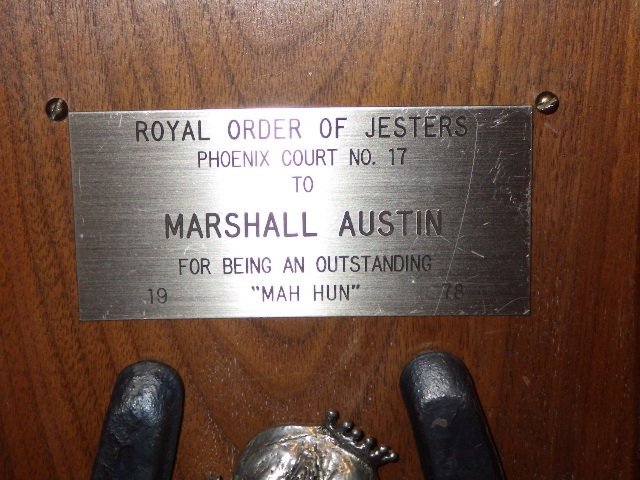 ROYAL ORDER OF JESTERS
PHOENIX COURT NO. 17
TO
MARSHALL AUSTIN
FOR BEING AN OUTSTANDING
19 "MAH HUN" 78